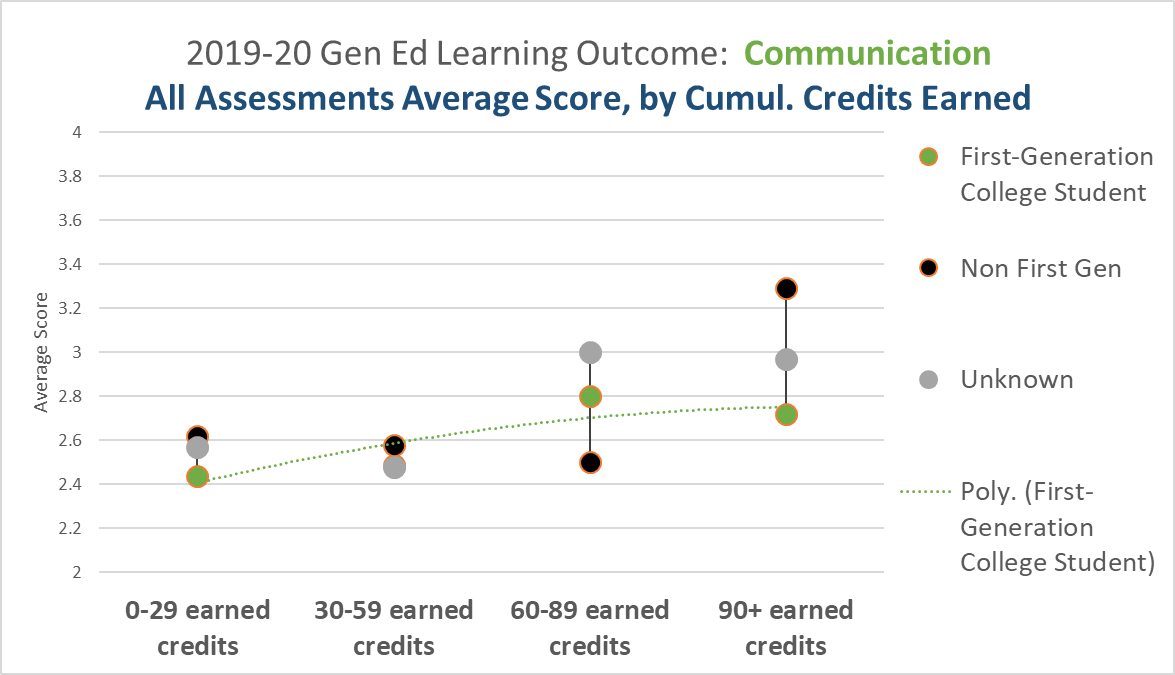 2019-20 Gen Ed Learning Outcome: Communication
All Assessments Average Score, by Cumul. Credits Earned
4
3.8
3.6
3.4
3.2
3
2.8
2.6
2.4
2.2
2
Average Score
0-29 earned
credits
30-59 earned
credits
60-89 earned
credits
90+ earned
credits
First-Generation
College Student
Non First Gen
Unknown
Poly. (First-
Generation
College Student)